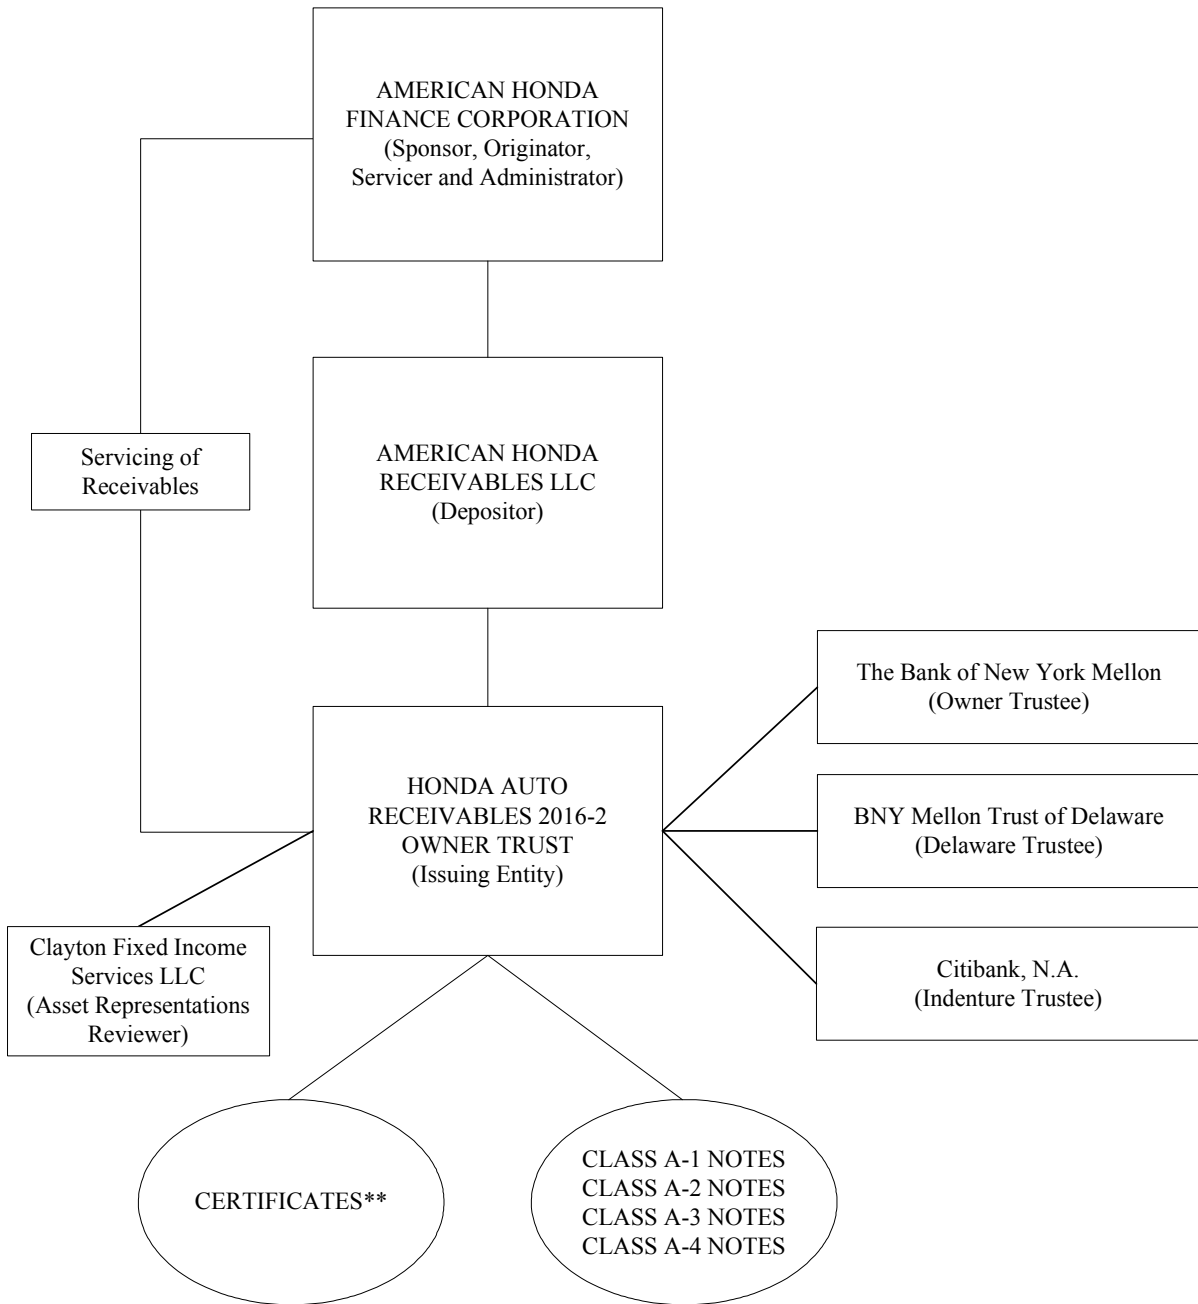 AMERICAN HONDA
FINANCE CORPORATION
(Sponsor, Originator,
Servicer and Administrator)
Servicing of
Receivables
AMERICAN HONDA
RECEIVABLES LLC
(Depositor)
The Bank of New York Mellon
(Owner Trustee)
HONDA AUTO
RECEIVABLES 2016-2
OWNER TRUST
(Issuing Entity)
BNY Mellon Trust of Delaware
(Delaware Trustee)
Clayton Fixed Income
Services LLC
(Asset Representations
Reviewer)
Citibank, N.A.
(Indenture Trustee)
CERTIFICATES**
CLASS A-1 NOTES
CLASS A-2 NOTES
CLASS A-3 NOTES
CLASS A-4 NOTES